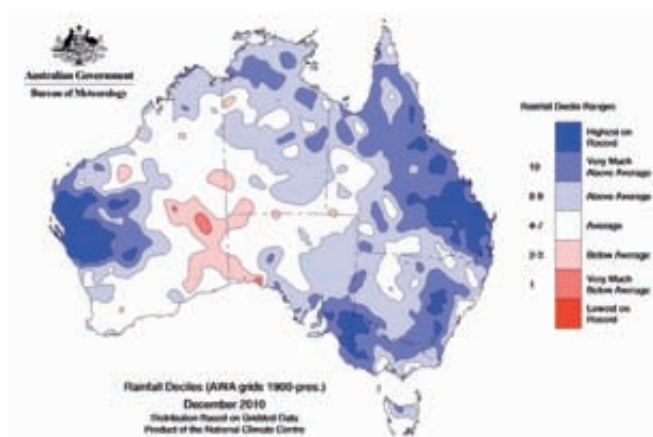 Australian Government
Bureau of Meteorology
Rainfall Decile Ranges
Highest on
Record
10
Very Much
Above Average
8-9
Above Average
4-7
Average
2-3
Below Average
1
Very Much
Below Average
Lowest on
Record
Rainfall Deciles (AWA grids 1900-pres.)
December 2010
Distribution Based on Gridded Data
Product of the National Climate Centre